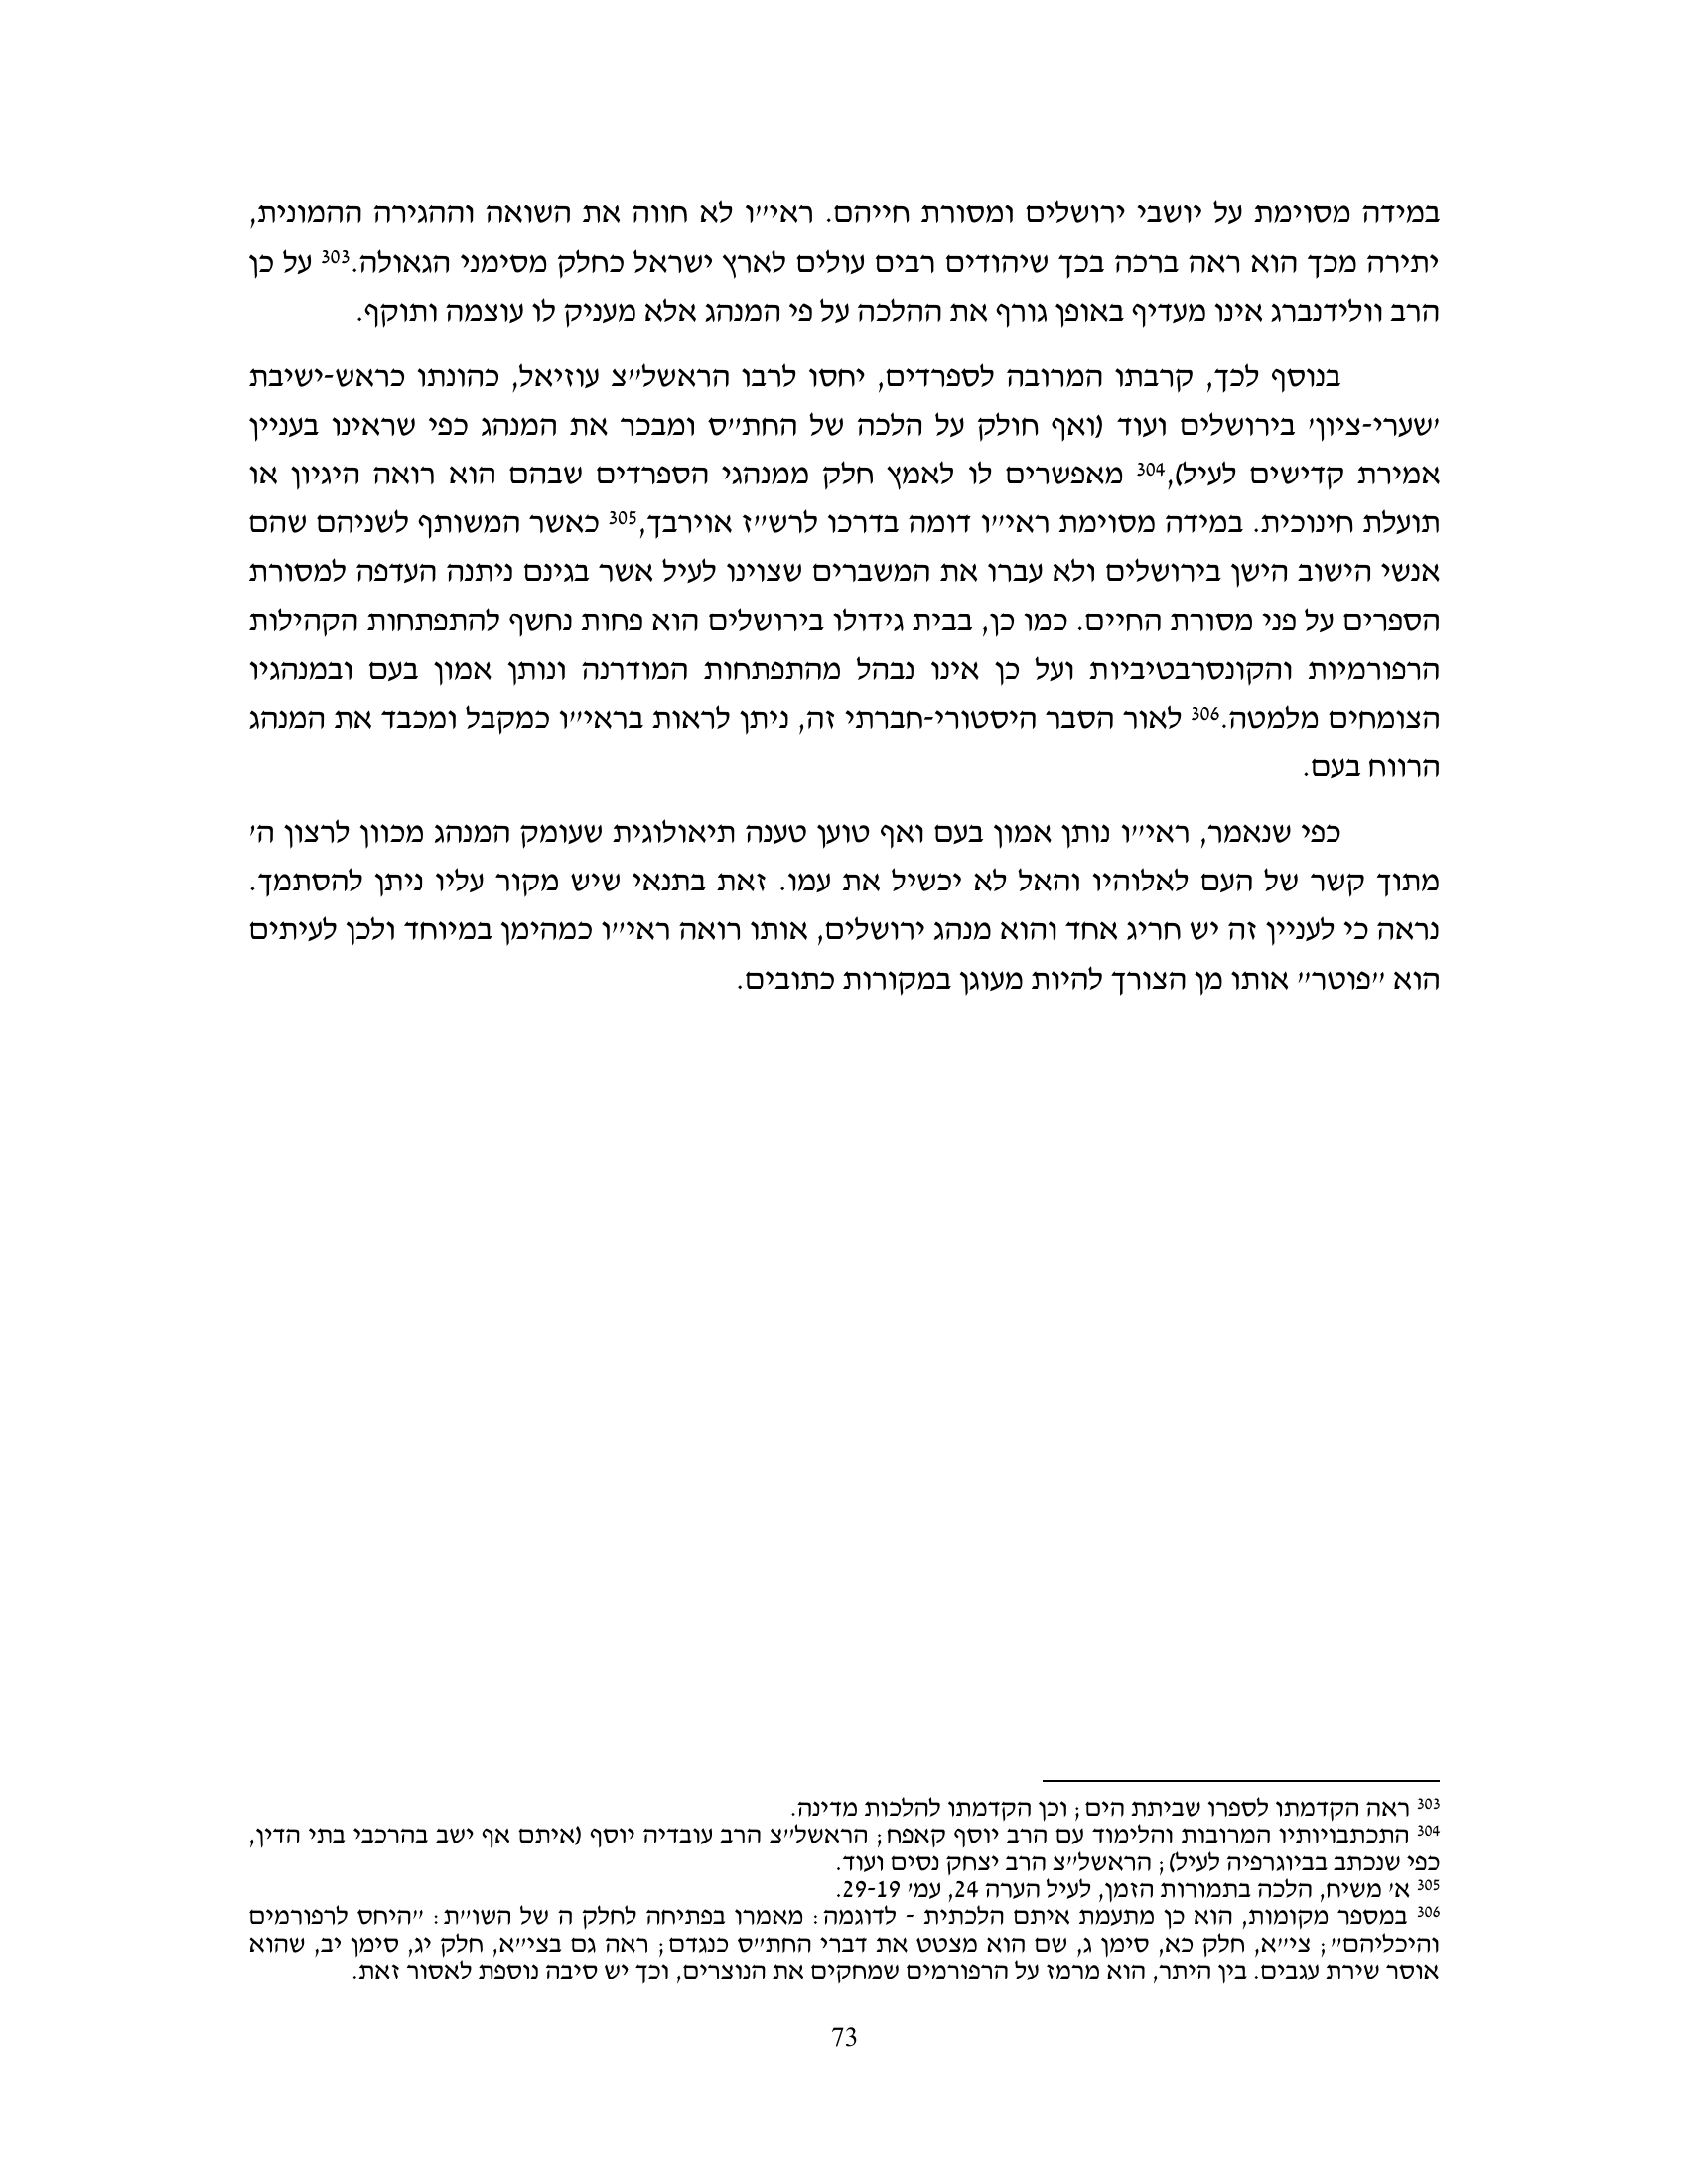 במידה מסוימת על יושבי ירושלים ומסורת חייהם. ראי״ו לא חווה את השואה וההגירה ההמונית,
יתירה מכך הוא ראה ברכה בכך שיהודים רבים עולים לארץ ישראל כחלק מסימני הגאולה.303 על כן
הרב וולידנברג אינו מעדיף באופן גורף את ההלכה על פי המנהג אלא מעניק לו עוצמה ותוקף.
בנוסף לכך, קרבתו המרובה לספרדים, יחסו לרבו הראשל״צ עוזיאל, כהונתו כראש-ישיבת
׳שערי-ציון׳ בירושלים ועוד (ואף חולק על הלכה של החת״ס ומבכר את המנהג כפי שראינו בעניין
אמירת קדישים לעיל),304 מאפשרים לו לאמץ חלק ממנהגי הספרדים שבהם הוא רואה היגיון או
תועלת חינוכית. במידה מסוימת ראי״ו דומה בדרכו לרש״ז אוירבך,305 כאשר המשותף לשניהם שהם
אנשי הישוב הישן בירושלים ולא עברו את המשברים שצוינו לעיל אשר בגינם ניתנה העדפה למסורת
הספרים על פני מסורת החיים. כמו כן, בבית גידולו בירושלים הוא פחות נחשף להתפתחות הקהילות
הרפורמיות והקונסרבטיביות ועל כן אינו נבהל מהתפתחות המודרנה ונותן אמון בעם ובמנהגיו
הצומחים מלמטה.306 לאור הסבר היסטורי-חברתי זה, ניתן לראות בראי״ו כמקבל ומכבד את המנהג
הרווח בעם.
כפי שנאמר, ראי״ו נותן אמון בעם ואף טוען טענה תיאולוגית שעומק המנהג מכוון לרצון ה׳
מתוך קשר של העם לאלוהיו והאל לא יכשיל את עמו. זאת בתנאי שיש מקור עליו ניתן להסתמך.
נראה כי לעניין זה יש חריג אחד והוא מנהג ירושלים, אותו רואה ראי״ו כמהימן במיוחד ולכן לעיתים
הוא ״פוטר״ אותו מן הצורך להיות מעוגן במקורות כתובים.
303 ראה הקדמתו לספרו שביתת הים; וכן הקדמתו להלכות מדינה.
304 התכתבויותיו המרובות והלימוד עם הרב יוסף קאפח; הראשל״צ הרב עובדיה יוסף (איתם אף ישב בהרכבי בתי הדין,
כפי שנכתב בביוגרפיה לעיל); הראשל״צ הרב יצחק נסים ועוד.
305 א׳ משיח, הלכה בתמורות הזמן, לעיל הערה 24, עמ׳ 29-19.
306 במספר מקומות, הוא כן מתעמת איתם הלכתית - לדוגמה: מאמרו בפתיחה לחלק ה של השו״ת: ״היחס לרפורמים
והיכליהם״; צי״א, חלק כא, סימן ג, שם הוא מצטט את דברי החת״ס כנגדם; ראה גם בצי״א, חלק יג, סימן יב, שהוא
אוסר שירת עגבים. בין היתר, הוא מרמז על הרפורמים שמחקים את הנוצרים, וכך יש סיבה נוספת לאסור זאת.
73